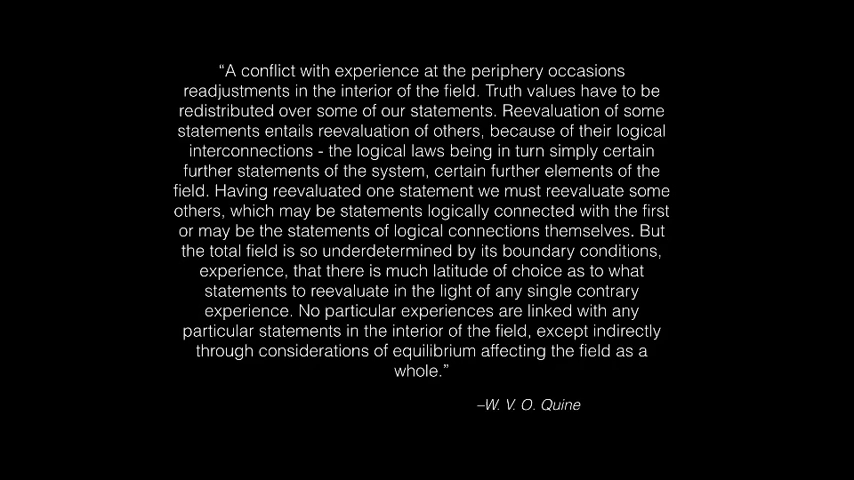 “A conflict with experience at the periphery occasions
readjustments in the interior of the field. Truth values have to be
redistributed over some of our statements. Reevaluation of some
statements entails reevaluation of others, because of their logical
interconnections - the logical laws being in turn simply certain
further statements of the system, certain further elements of the
field. Having reevaluated one statement we must reevaluate some
others, which may be statements logically connected with the first
or may be the statements of logical connections themselves. But
the total field is so underdetermined by its boundary conditions,
experience, that there is much latitude of choice as to what
statements to reevaluate in the light of any single contrary
experience. No particular experiences are linked with any
particular statements in the interior of the field, except indirectly
through considerations of equilibrium affecting the field as a
whole.”
–W. V. O. Quine